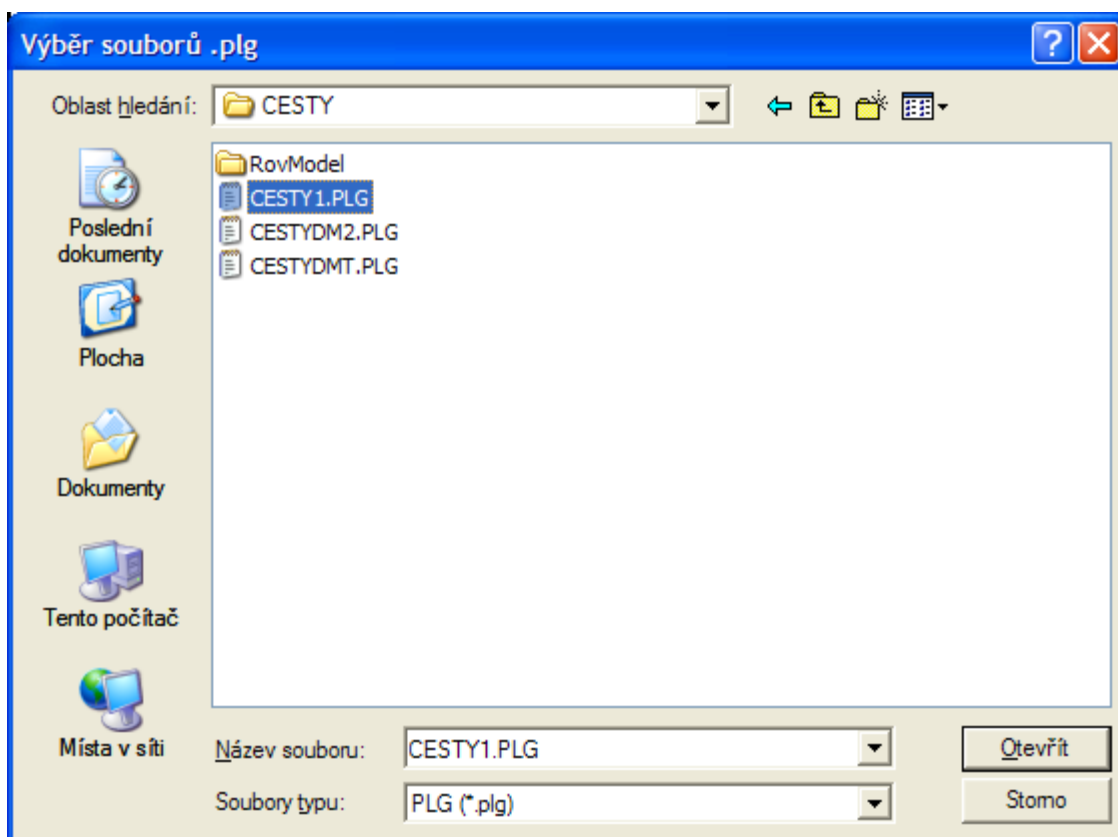 Výběr souborů .plg
Oblast hledání:
CESTY
RovModel
CESTY1.PLG
CESTYDM2.PLG
CESTYDMT.PLG
Poslední
dokumenty
Plocha
Dokumenty
Tento počítač
Místa v síti
Název souboru:
CESTY1.PLG
Otevřít
Soubory typu:
PLG (*.plg)
Storno